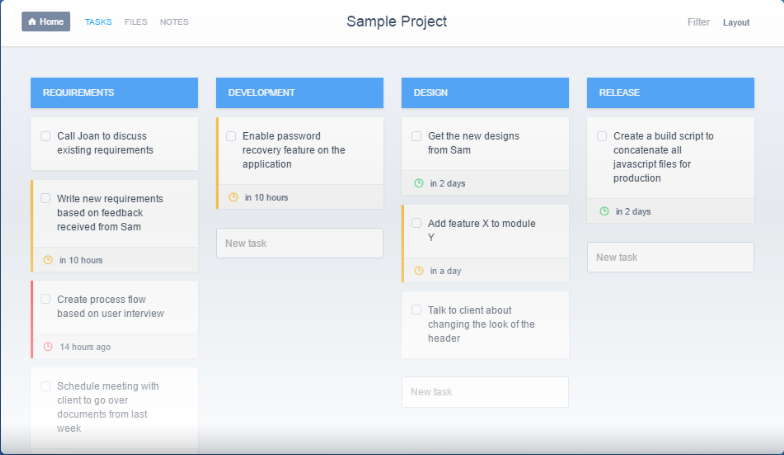 Home TASKS FILES NOTES Sample Project Filter Layout
REQUIREMENTS
Call Joan to discuss
existing requirements
Write new requirements
based on feedback
received from Sam
in 10 hours
Create process flow
based on user interview
14 hours ago
Schedule meeting with
client to go over
documents from last
week
DEVELOPMENT
Enable password
recovery feature on the
application
in 10 hours
New task
DESIGN
Get the new designs
from Sam
in 2 days
Add feature X to module
Y
in a day
Talk to client about
changing the look of the
header
New task
RELEASE
Create a build script to
concatenate all
javascript files for
production
in 2 days
New task